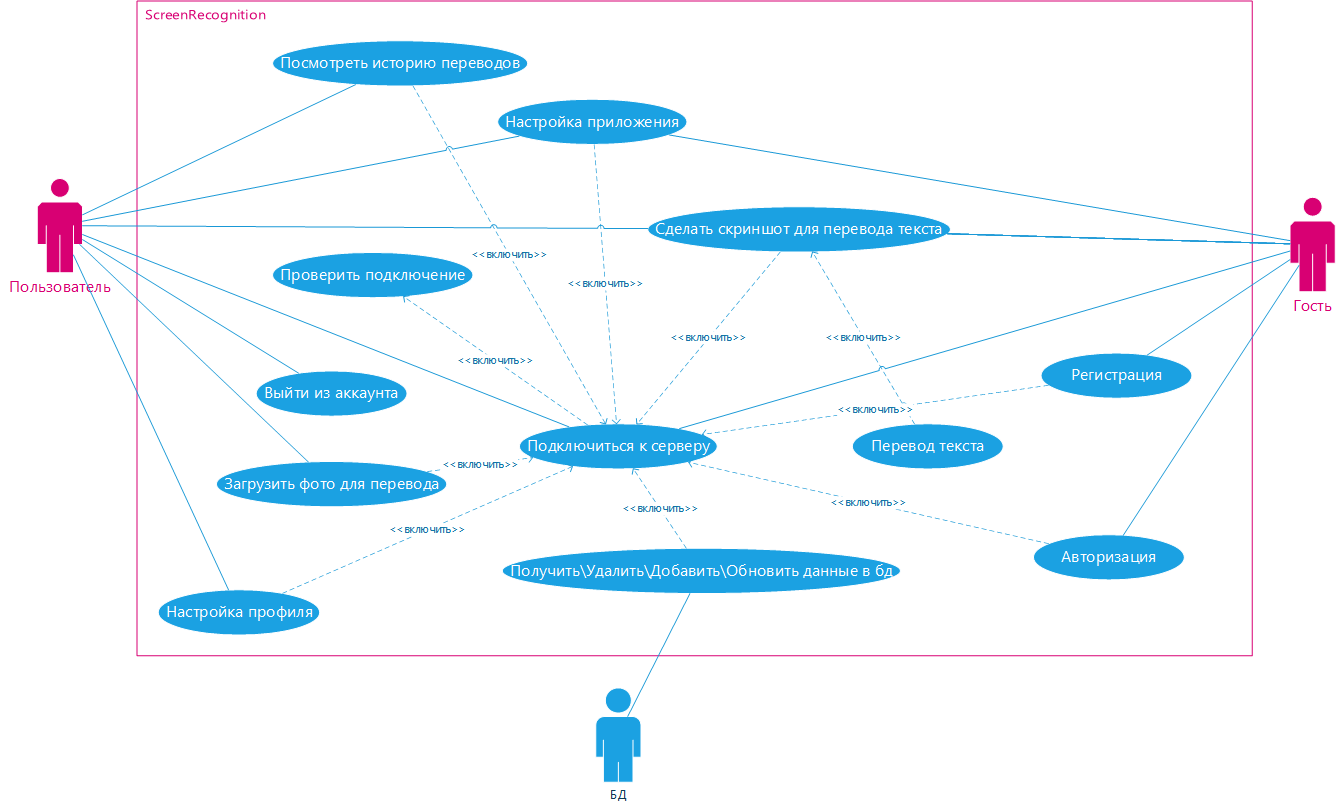 ScreenRecognition
Посмотреть историю переводов
Настройка приложения
Сделать скриншот для перевода текста
<<включить>>
Проверить подключение
<<включить>>
Пользователь
Гость
<<включить>>
<<включить>>
<<включить>>
Регистрация
Выйти из аккаунта
<<включить>>
Подключиться к серверу
Перевод текста
<<включить>>
Загрузить фото для перевода
<<включить>>
<<включить>>
<<включить>>
Авторизация
Получить\Удалить\Добавить\Обновить данные в бд
Настройка профиля
БД